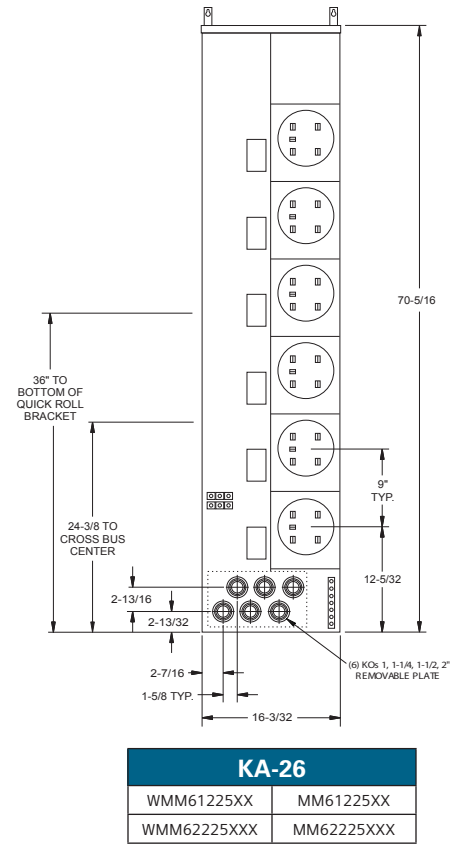 70-5/16
36" TO
BOTTOM OF
QUICK ROLL
BRACKET
24-3/8 TO
CROSS BUS
CENTER
9"
TYP.
12-5/32
2-13/16
2-13/32
2-7/16
1-5/8 TYP.
(6) KOs 1, 1-1/4, 1-1/2, 2"
REMOVABLE PLATE
16-3/32
KA-26
WMM61225XX MM61225XX
WMM62225XXX MM62225XXX